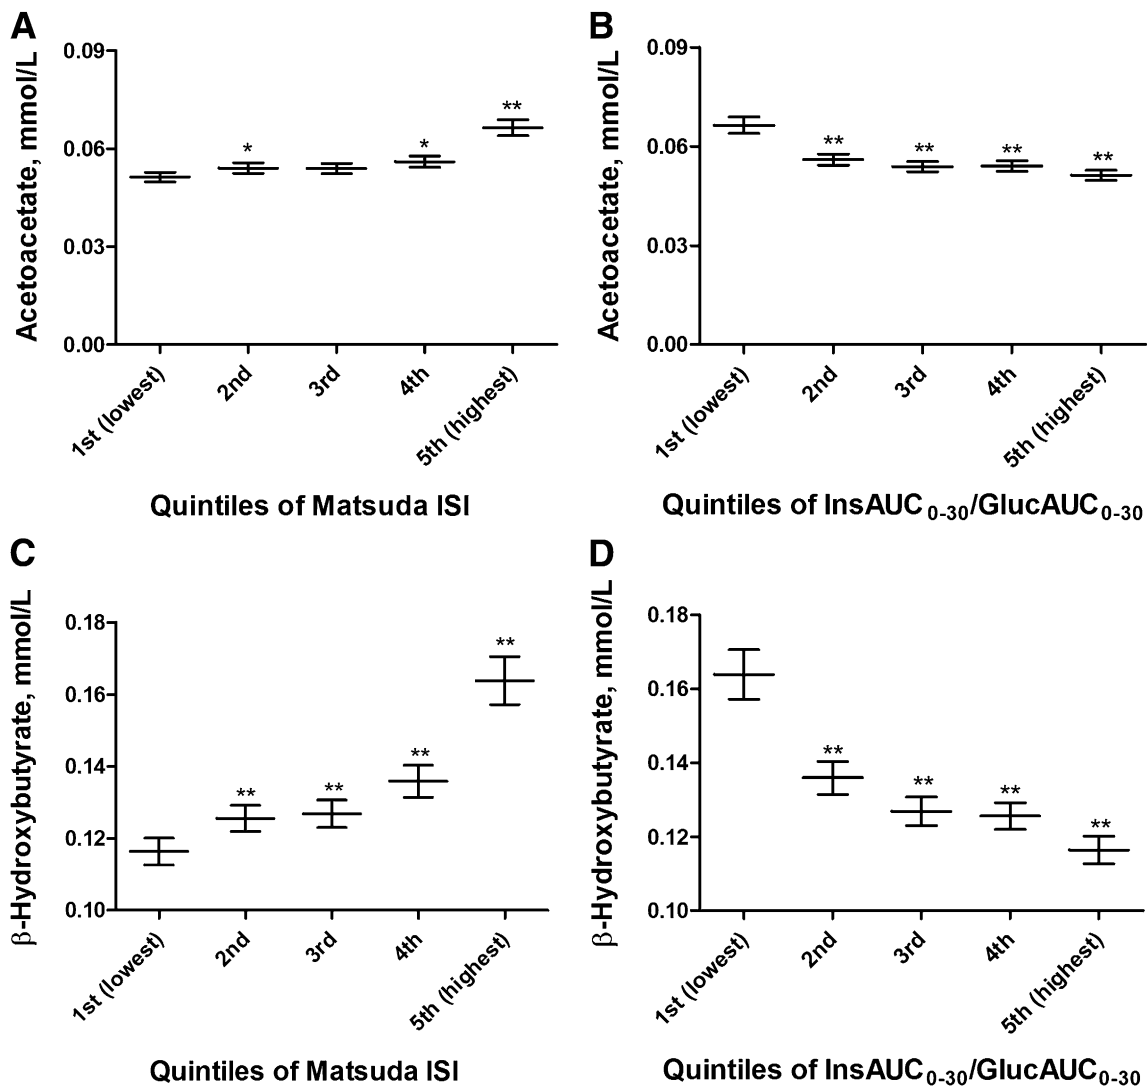 A
Acetoacetate, mmol/L
0.09
0.06
0.03
0.00
*
*
**
1st (lowest)
2nd
3rd
4th
5th (highest)
Quintiles of Matsuda ISI
B
Acetoacetate, mmol/L
0.09
0.06
0.03
0.00
**
**
**
**
1st (lowest)
2nd
3rd
4th
5th (highest)
Quintiles of InsAUC0-30/GlucAUC0-30
C
β-Hydroxybutyrate, mmol/L
0.18
0.16
0.14
0.12
0.10
**
**
**
**
1st (lowest)
2nd
3rd
4th
5th (highest)
Quintiles of Matsuda ISI
D
β-Hydroxybutyrate, mmol/L
0.18
0.16
0.14
0.12
0.10
**
**
**
**
1st (lowest)
2nd
3rd
4th
5th (highest)
Quintiles of InsAUC0-30/GlucAUC0-30